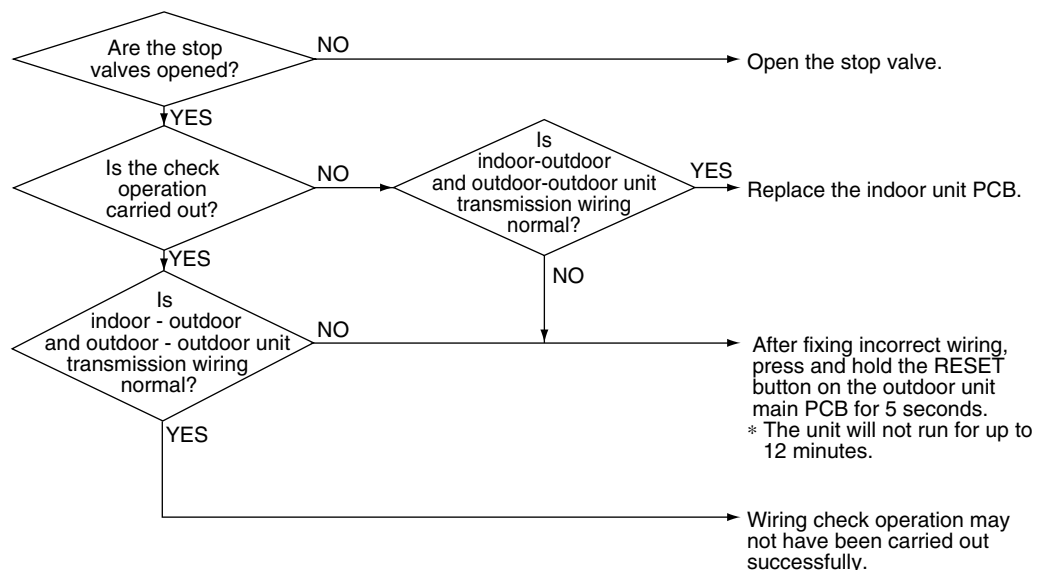 Are the stop
valves opened?
NO
Open the stop valve.
YES
Is the check
operation
carried out?
NO
Is
indoor-outdoor
and outdoor-outdoor unit
transmission wiring
normal?
YES
Replace the indoor unit PCB.
NO
YES
Is
indoor - outdoor
and outdoor - outdoor unit
transmission wiring
normal?
NO
After fixing incorrect wiring,
press and hold the RESET
button on the outdoor unit
main PCB for 5 seconds.
* The unit will not run for up to
12 minutes.
YES
Wiring check operation may
not have been carried out
successfully.